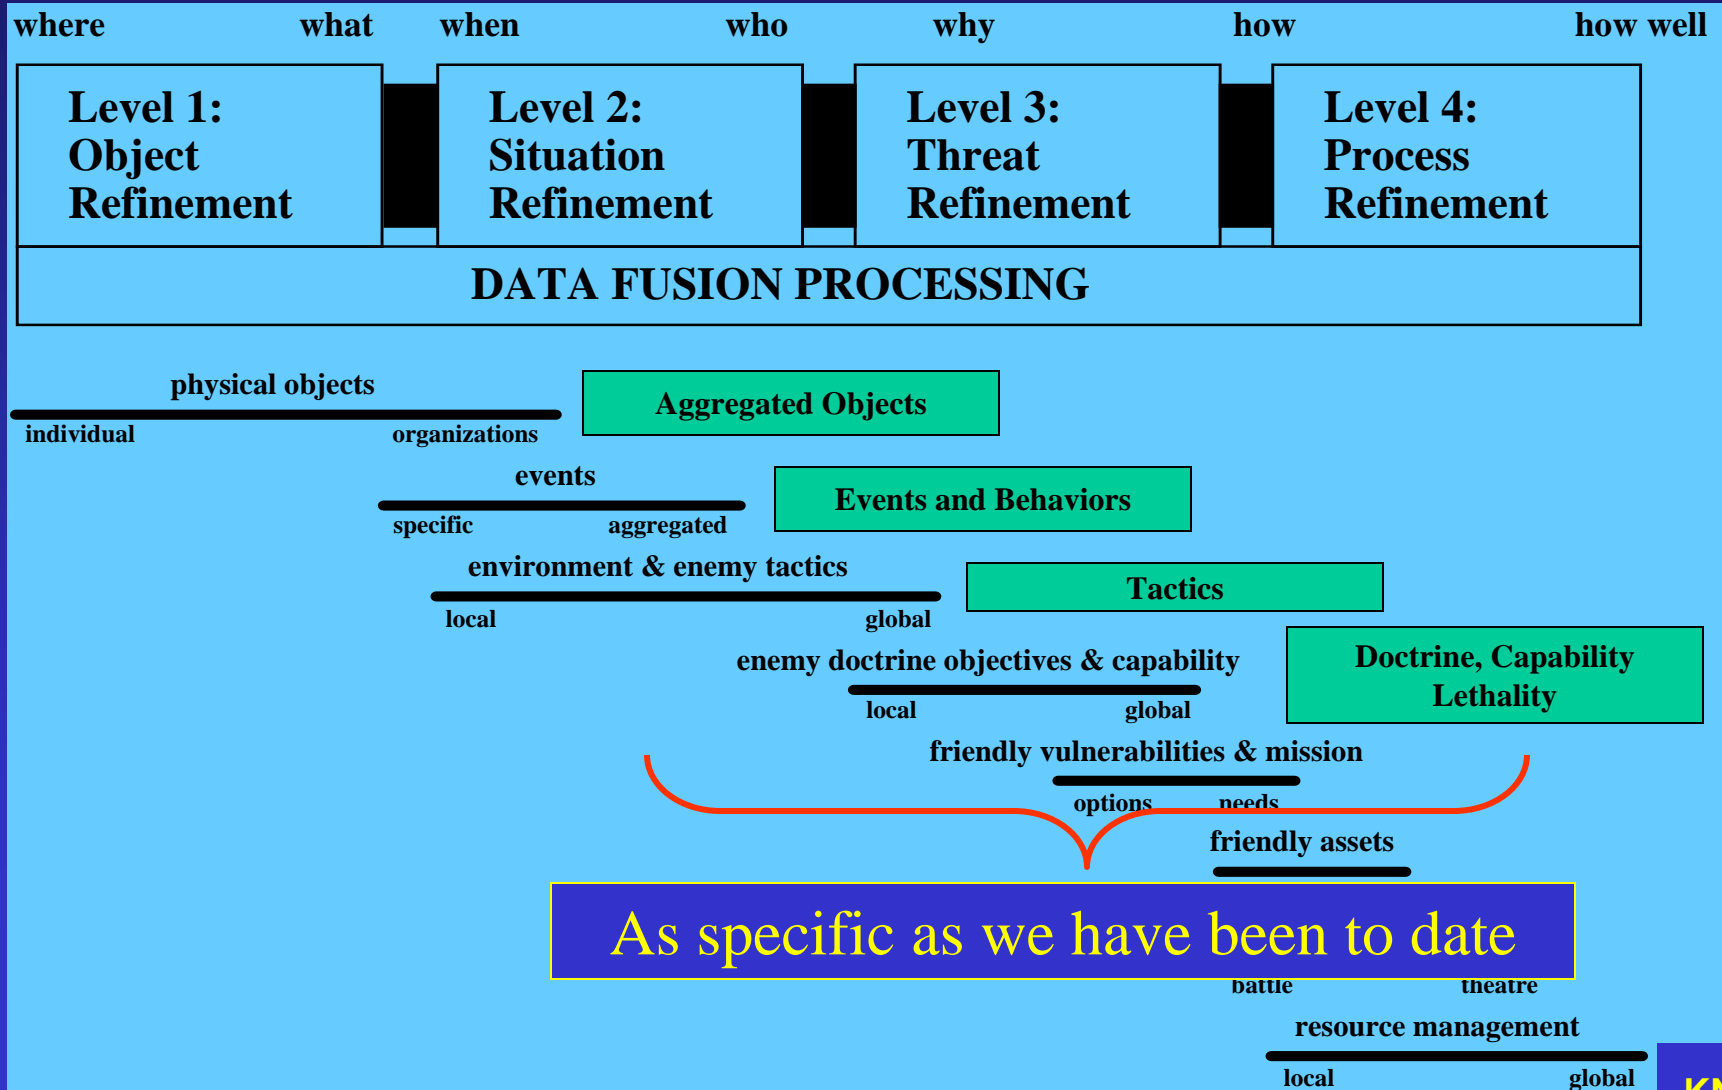 where what when who why how how well
Level 1:
Object
Refinement
Level 2:
Situation
Refinement
Level 3:
Threat
Refinement
Level 4:
Process
Refinement
DATA FUSION PROCESSING
physical objects
individual organizations
Aggregated Objects
events
specific aggregated
Events and Behaviors
environment & enemy tactics
local global
Tactics
enemy doctrine objectives & capability
local global
Doctrine, Capability
Lethality
friendly vulnerabilities & mission
options needs
friendly assets
As specific as we have been to date
battle theatre
resource management
local global